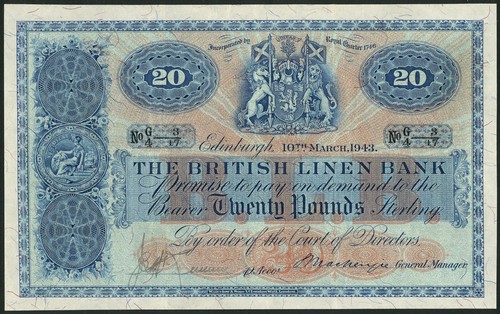 Incorporated by Royal Charter 1746
20 20
No G/4 3/17 No G/4 3/17
Edinburgh, 10TH MARCH, 1943.
THE BRITISH LINEN BANK
Promise to pay on demand to the
Bearer Twenty Pounds Sterling
By order of the Court of Directors,
Mackenzie General Manager.